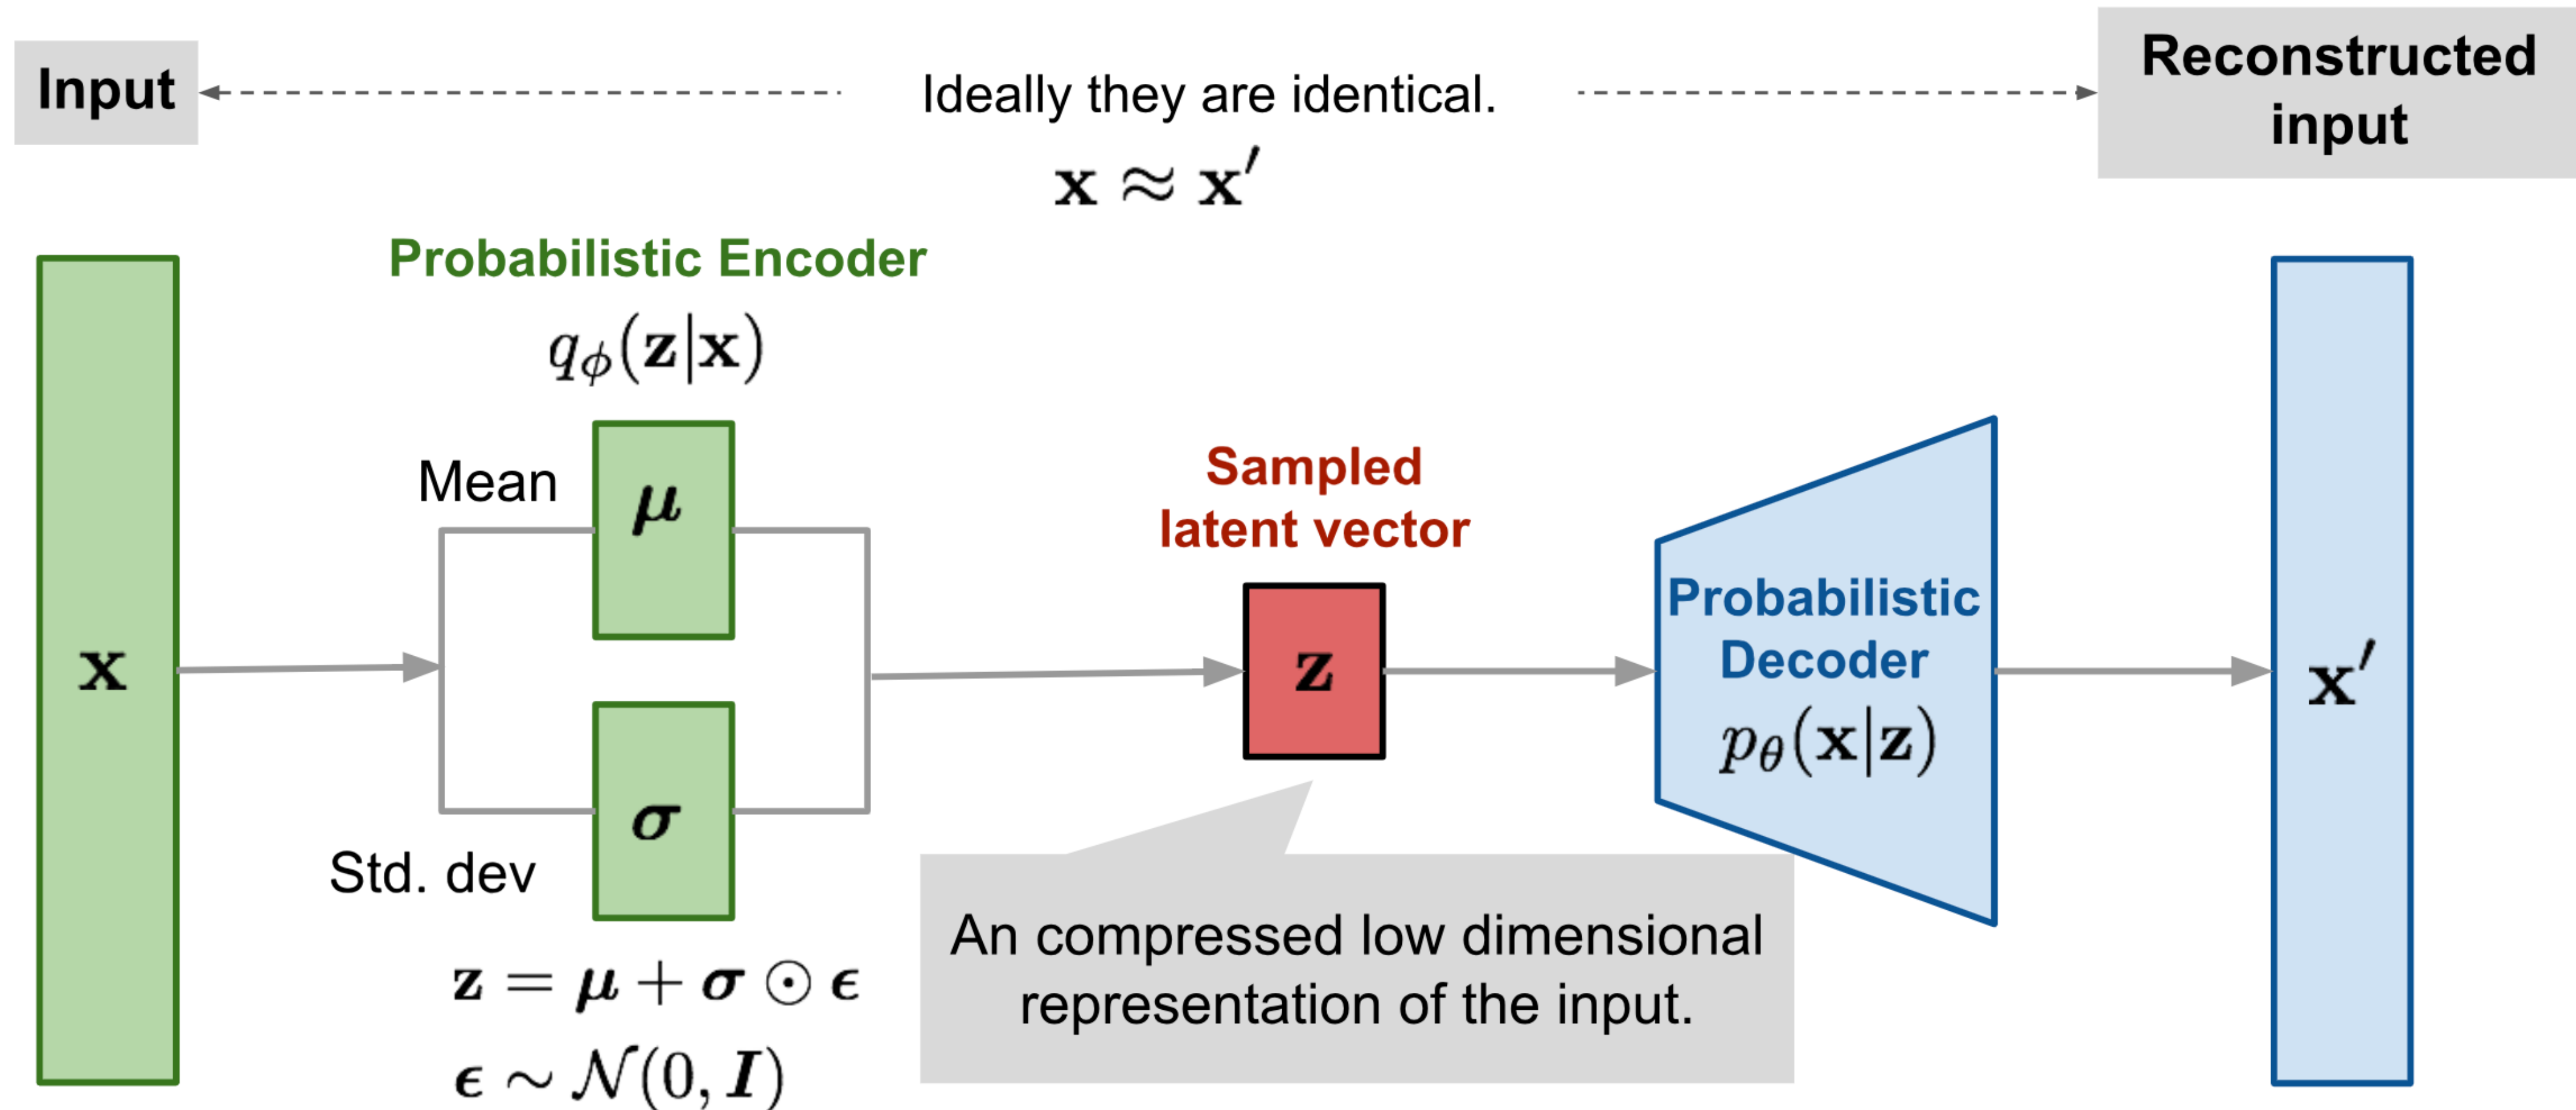 Input
Ideally they are identical.
x ≈ x′
Reconstructed
input
Probabilistic Encoder
qϕ(z|x)
Mean
μ
Std. dev
σ
z = μ + σ ⊙ ϵ
ϵ ∼ 𝒩(0, I)
x
Sampled
latent vector
z
An compressed low dimensional
representation of the input.
Probabilistic
Decoder
pθ(x|z)
x′